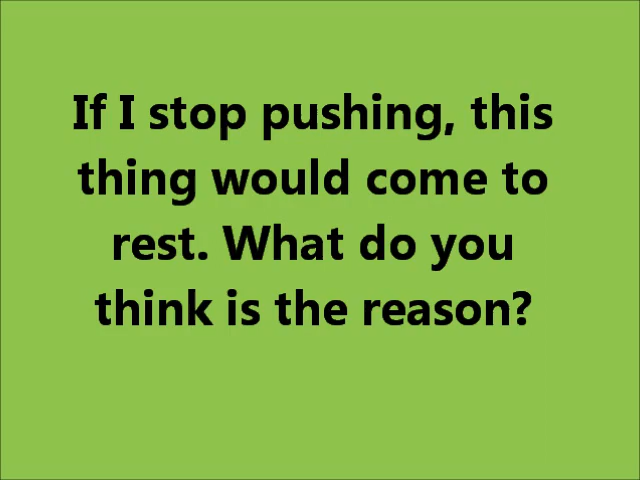 If I stop pushing, this
thing would come to
rest. What do you
think is the reason?